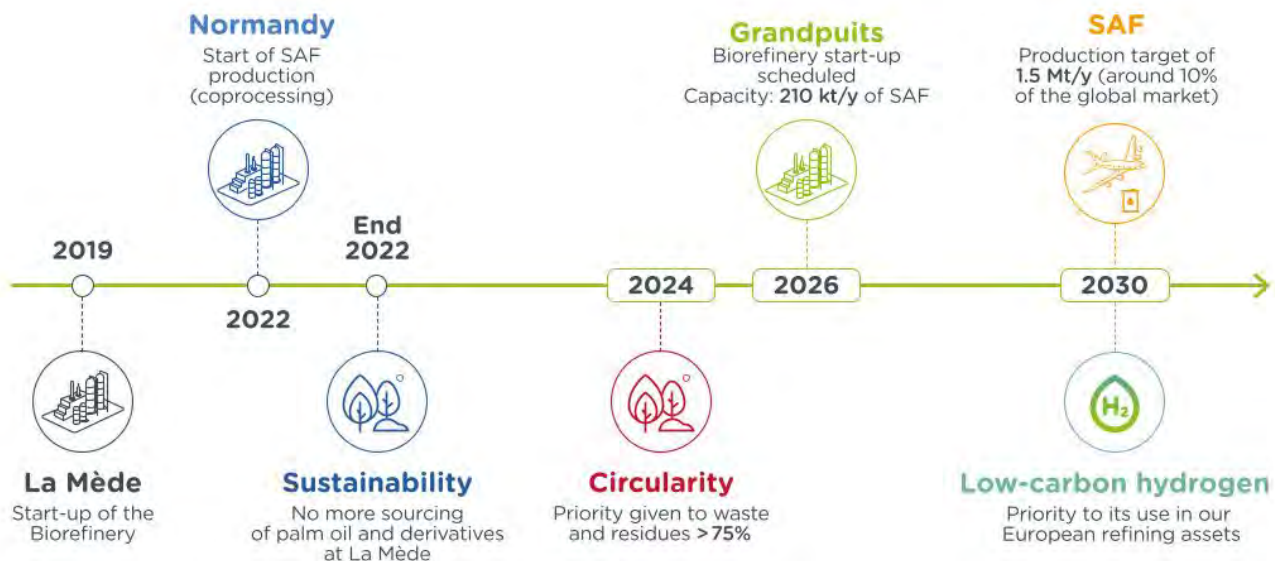 Normandy
Start of SAF
production
(coprocessing)
Grandpuits
Biorefinery start-up
scheduled
Capacity: 210 kt/y of SAF
SAF
Production target of
1.5 Mt/y (around 10%
of the global market)
2019
2022
End
2022
2024
2026
2030
La Mède
Start-up of the
Biorefinery
Sustainability
No more sourcing
of palm oil and derivatives
at La Mède
Circularity
Priority given to waste
and residues >75%
H₂
Low-carbon hydrogen
Priority to its use in our
European refining assets